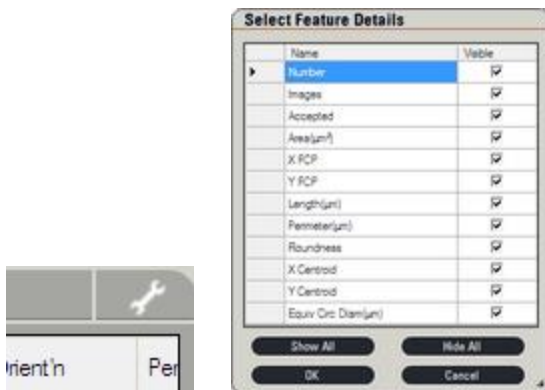 Select Feature Details
Name Visible
Number
Images
Accepted
Area(µm²)
X FCP
Y FCP
Length(µm)
Perimeter(µm)
Roundness
X Centroid
Y Centroid
Equiv Circ Diam(µm)
Show All Hide All
OK Cancel
Orient'n Per